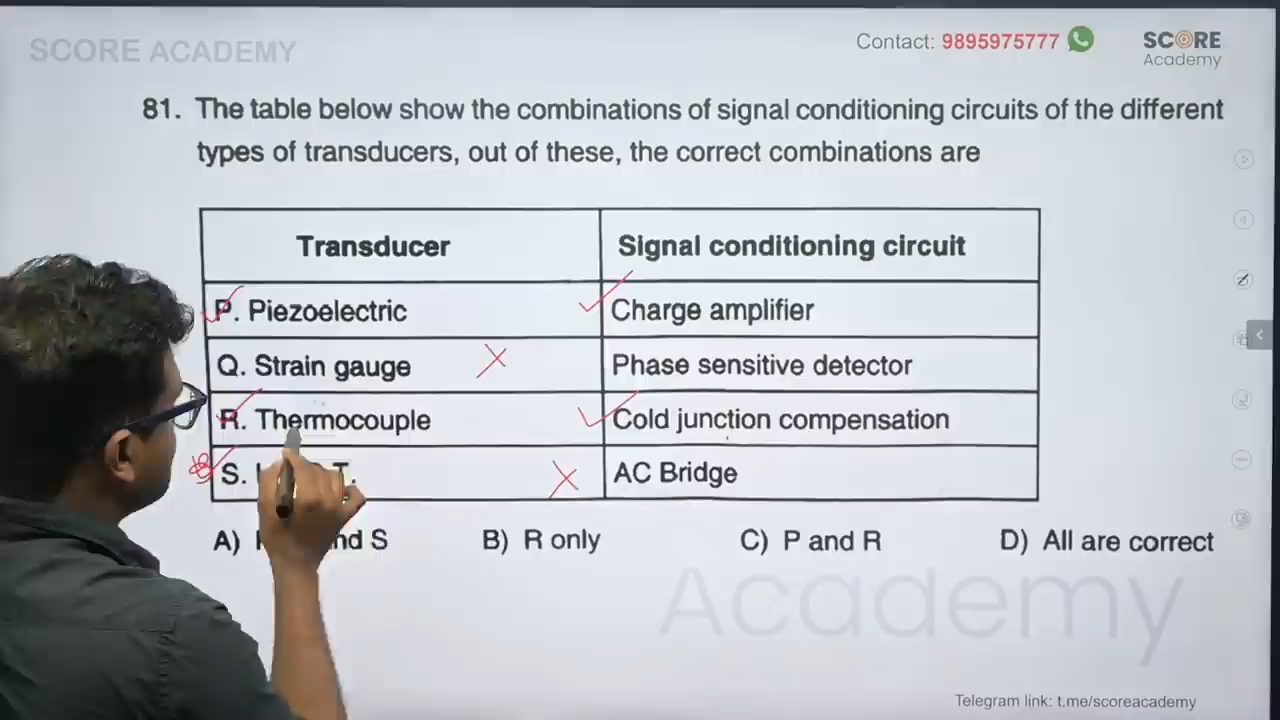 SCORE ACADEMY
Contact: 9895975777
SCORE
Academy
81. The table below show the combinations of signal conditioning circuits of the different
types of transducers, out of these, the correct combinations are
Transducer Signal conditioning circuit
P. Piezoelectric Charge amplifier
Q. Strain gauge Phase sensitive detector
R. Thermocouple Cold junction compensation
S. AC Bridge
A) S B) R only C) P and R D) All are correct
Academy
Telegram link: t.me/scoreacademy